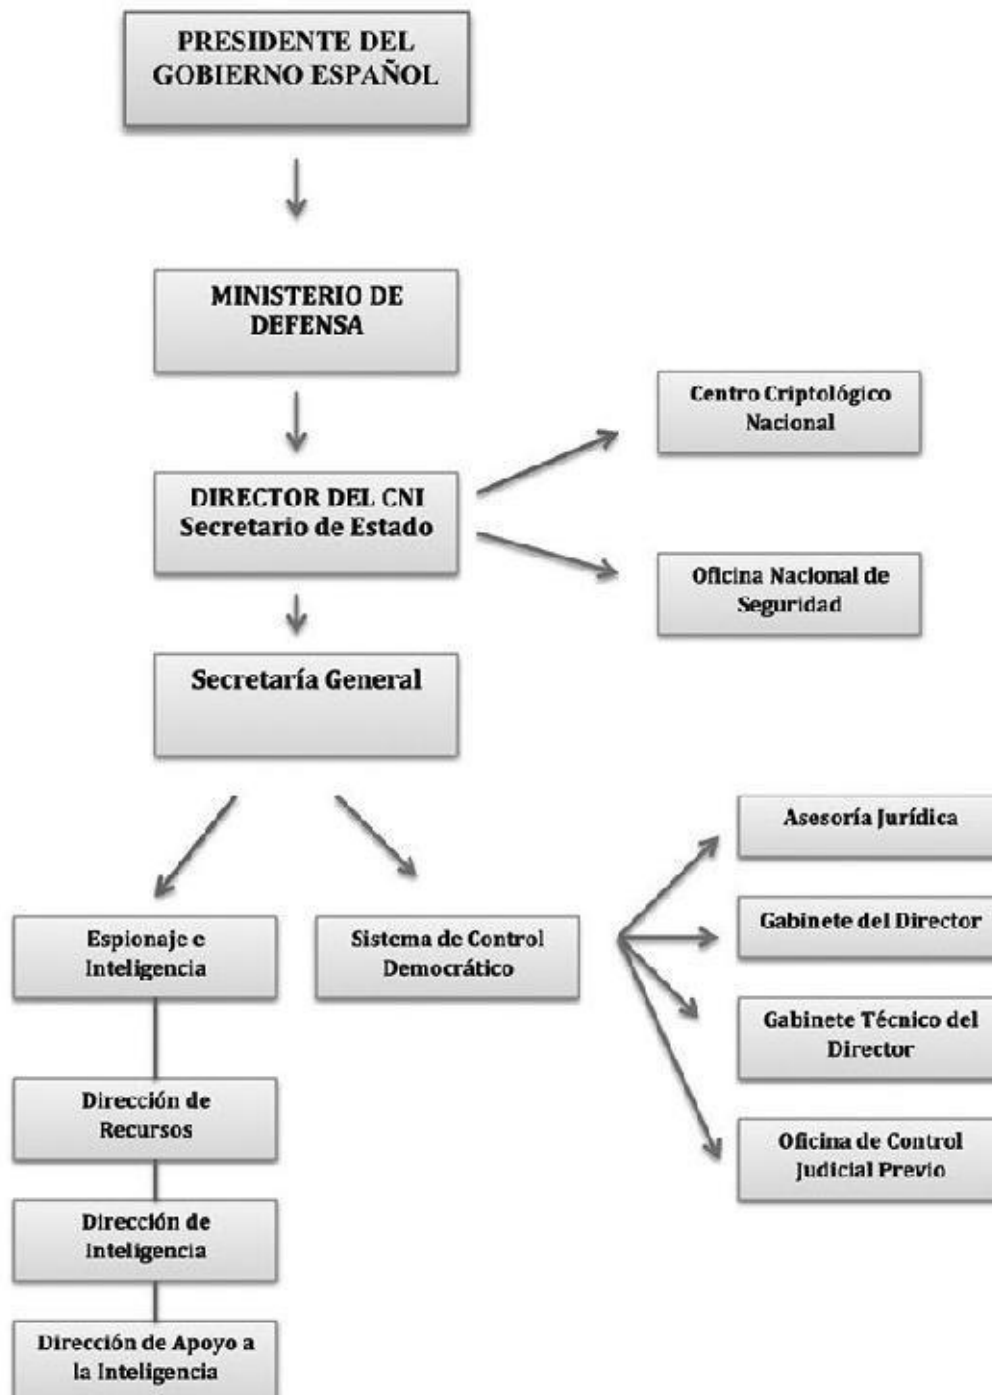 PRESIDENTE DEL
GOBIERNO ESPAÑOL
MINISTERIO DE
DEFENSA
Centro Criptológico
Nacional
DIRECTOR DEL CNI
Secretario de Estado
Oficina Nacional de
Seguridad
Secretaría General
Asesoría Jurídica
Gabinete del Director
Espionaje e
Inteligencia
Sistema de Control
Democrático
Gabinete Técnico del
Director
Dirección de
Recursos
Oficina de Control
Judicial Previo
Dirección de
Inteligencia
Dirección de Apoyo a
la Inteligencia